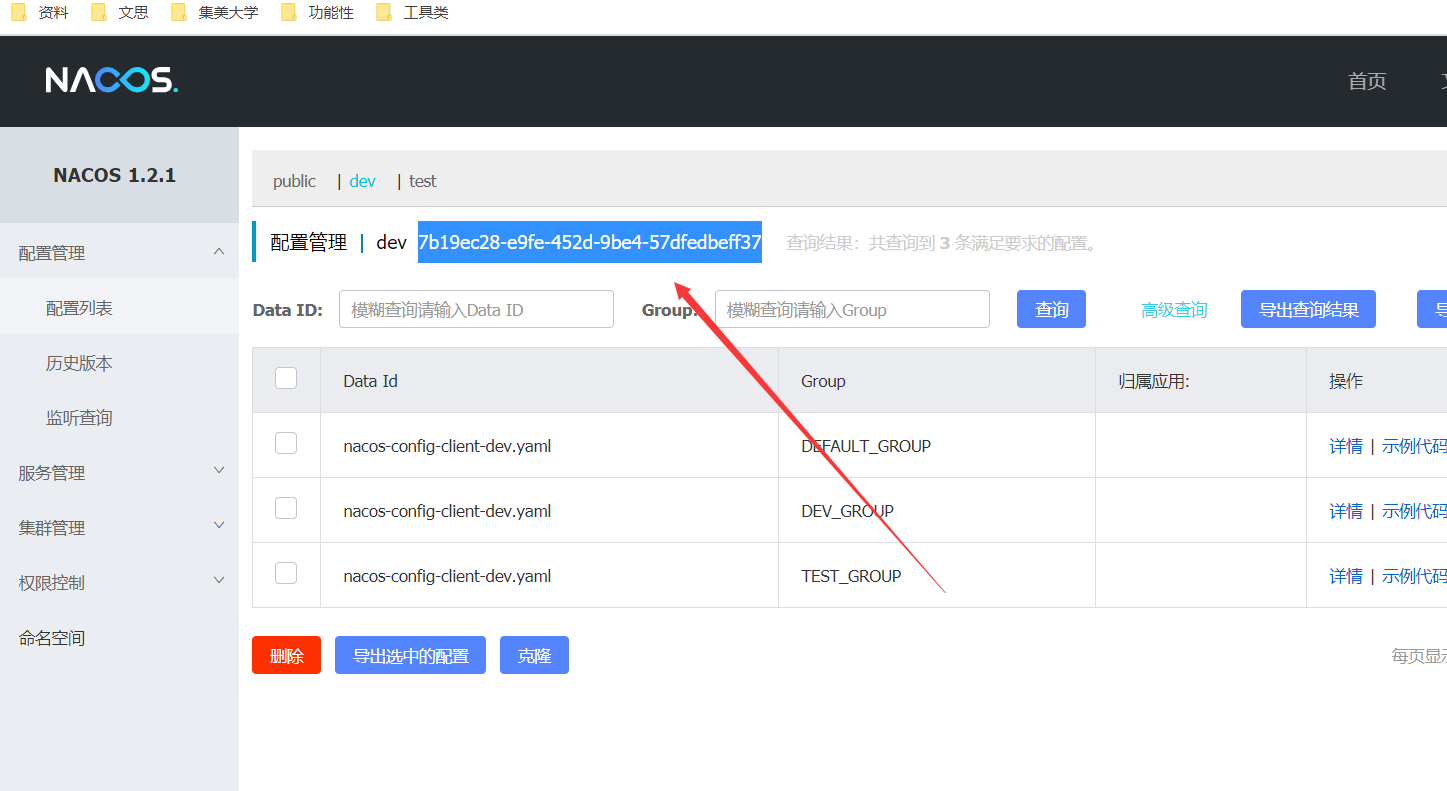 资料 文思 集美大学 功能性 工具类
NACOS. 首页
NACOS 1.2.1
public | dev | test
配置管理 | dev 7b19ec28-e9fe-452d-9be4-57dfedbeff37 查询结果：共查询到 3 条满足要求的配置。
配置管理
配置列表
历史版本
监听查询
服务管理
集群管理
权限控制
命名空间
Data ID: 模糊查询请输入Data ID Group: 模糊查询请输入Group 查询 高级查询 导出查询结果
Data Id Group 归属应用: 操作
nacos-config-client-dev.yaml DEFAULT_GROUP 详情 | 示例代码
nacos-config-client-dev.yaml DEV_GROUP 详情 | 示例代码
nacos-config-client-dev.yaml TEST_GROUP 详情 | 示例代码
删除 导出选中的配置 克隆 每页显